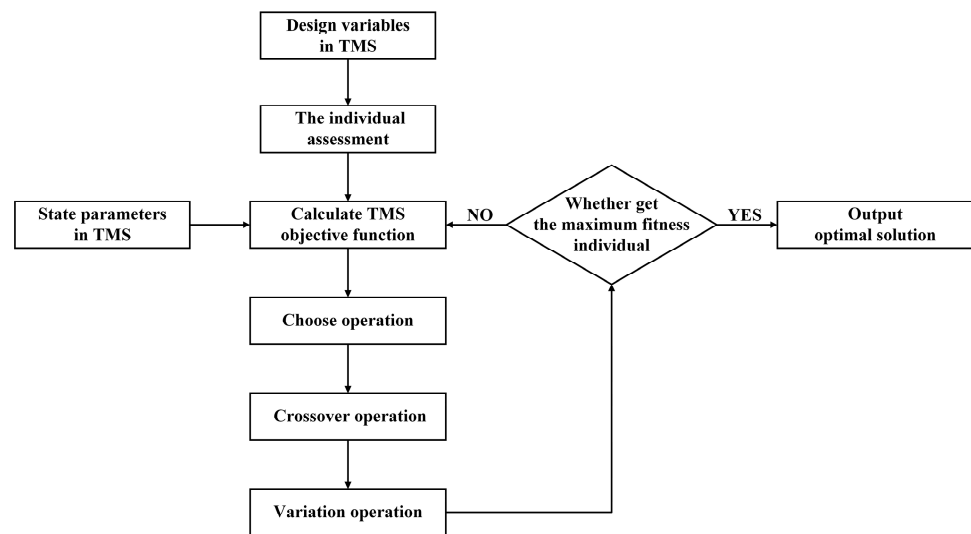 Design variables
in TMS
The individual
assessment
State parameters
in TMS
Calculate TMS
objective function
NO
Whether get
the maximum fitness
individual
YES
Output
optimal solution
Choose operation
Crossover operation
Variation operation